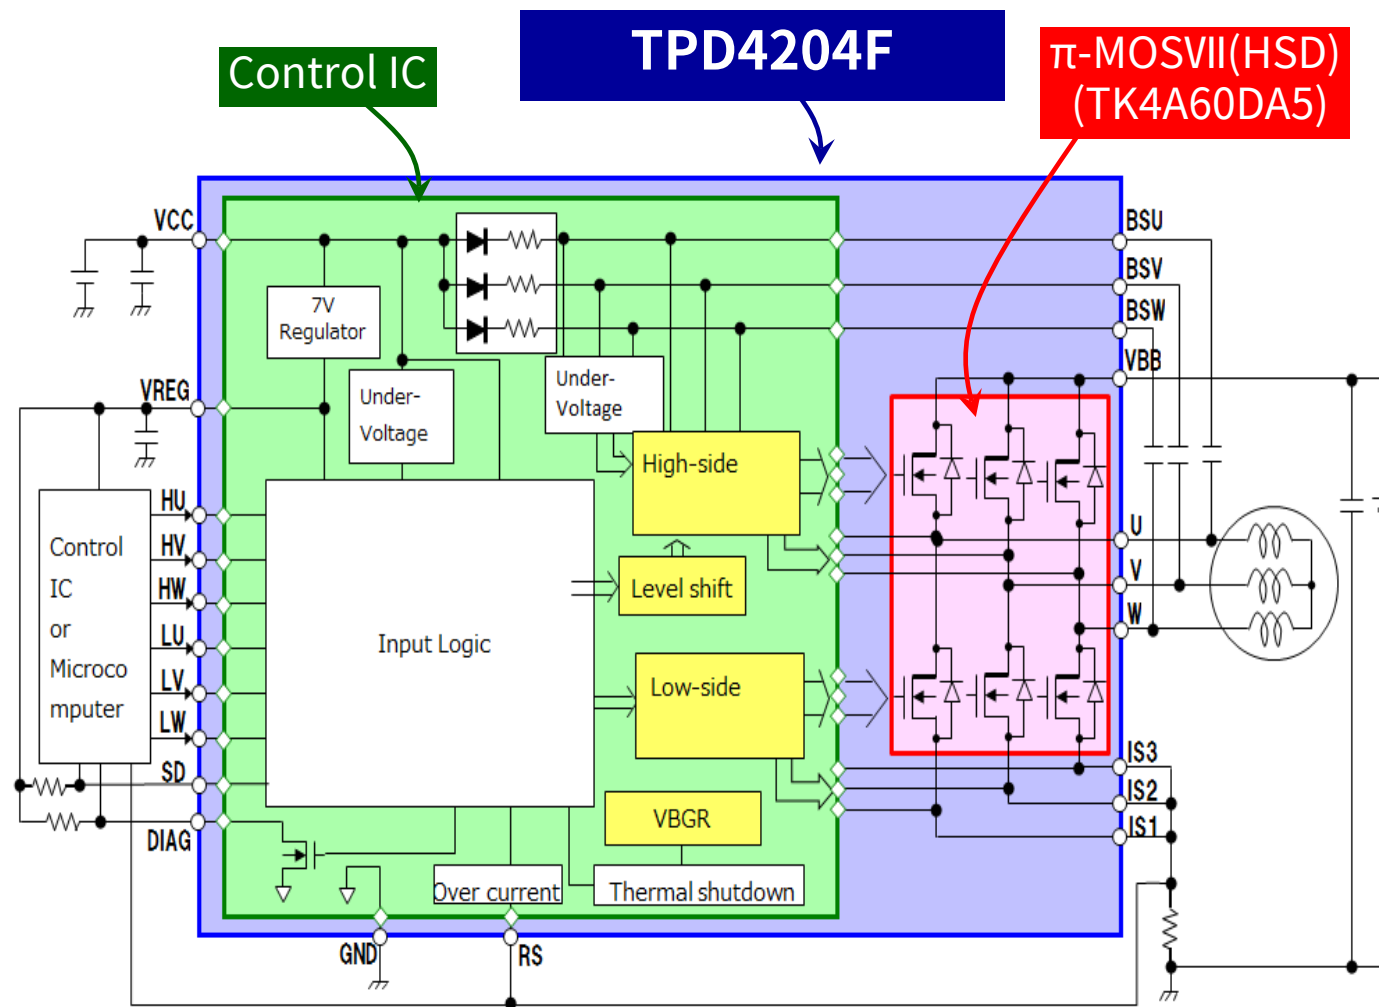 TPD4204F
Control IC
π-MOSVII(HSD)
(TK4A60DA5)
VCC
BSU
BSV
BSW
VBB
7V
Regulator
Under-
Voltage
Under-
Voltage
VREG
High-side
HU
HV
HW
LU
LV
LW
SD
DIAG
Control
IC
or
Microco
mputer
Input Logic
Level shift
Low-side
U
V
W
IS3
IS2
IS1
VBGR
Over current
Thermal shutdown
GND
RS